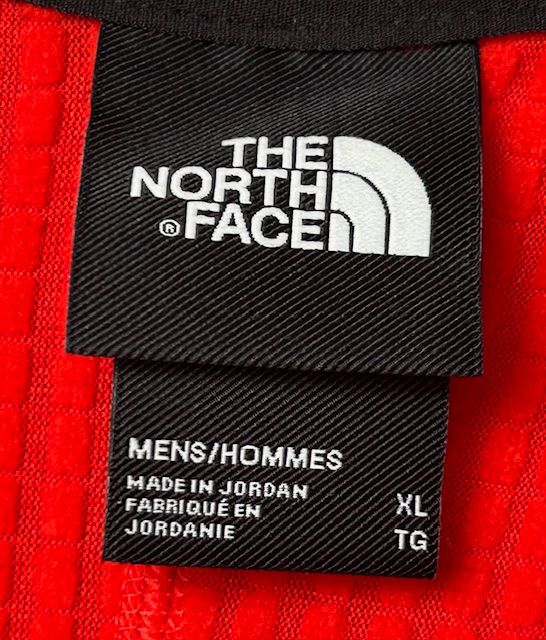 THE
NORTH
®FACE
MENS/HOMMES
MADE IN JORDAN
FABRIQUÉ EN
JORDANIE
XL
TG